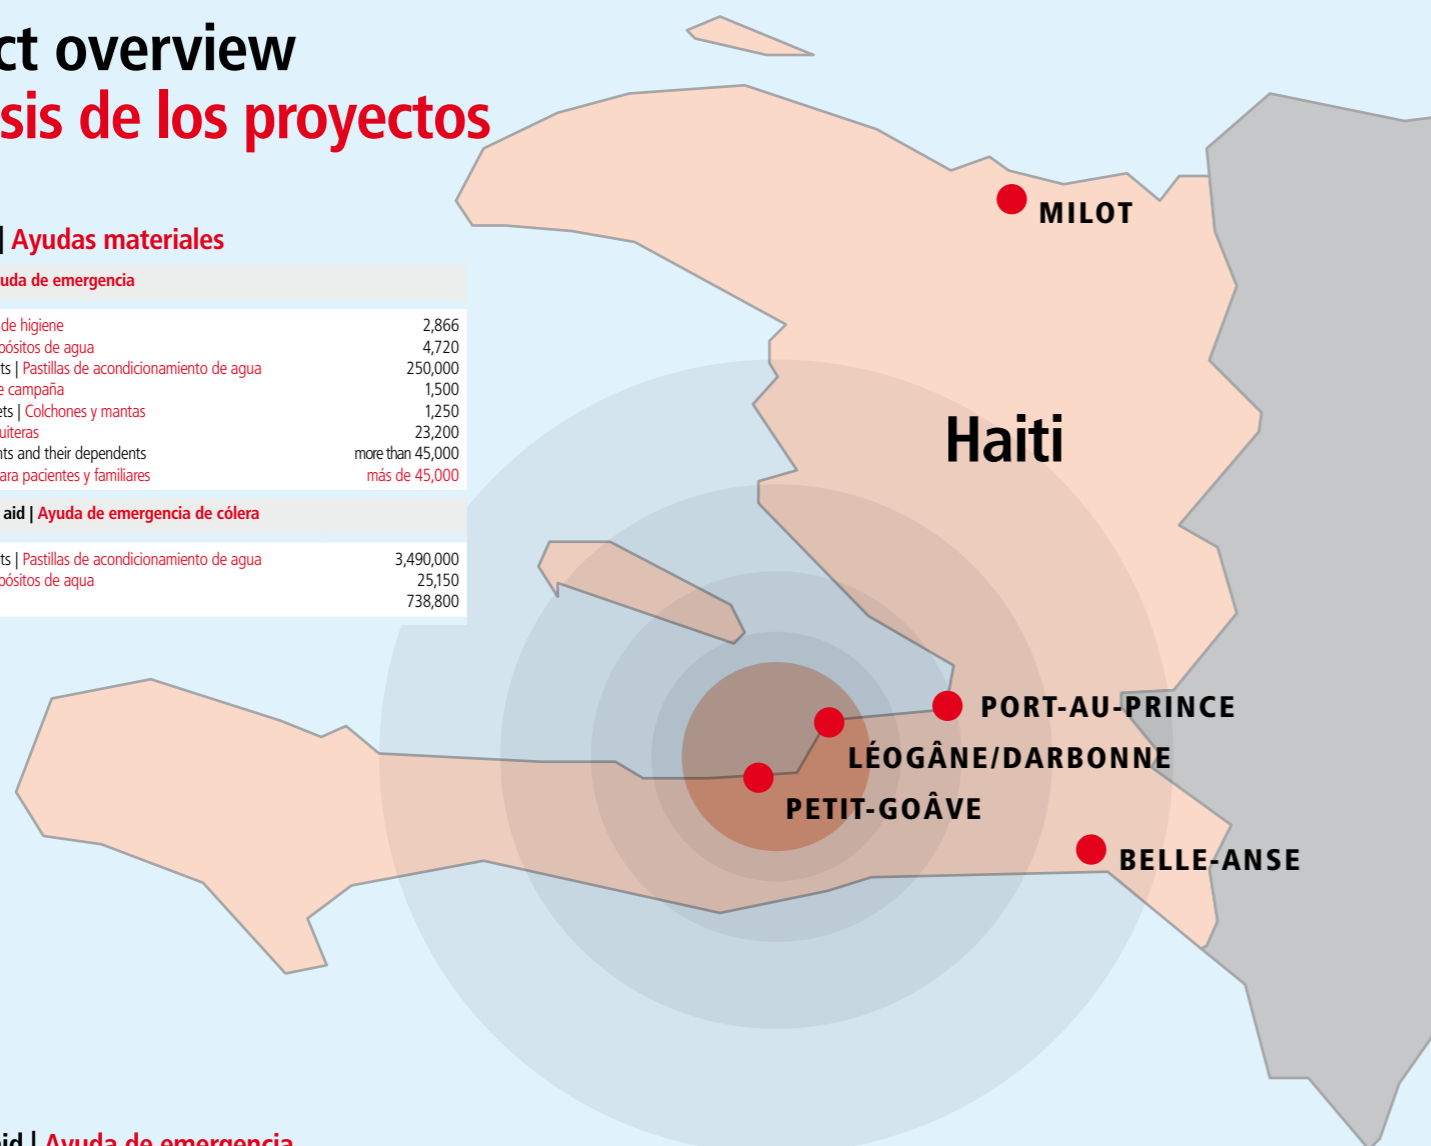 ct overview
sis de los proyectos
| Ayudas materiales
uda de emergencia
de higiene 2,866
pósitos de agua 4,720
ts | Pastillas de acondicionamiento de agua 250,000
e campaña 1,500
ets | Colchones y mantas 1,250
uiteras 23,200
nts and their dependents more than 45,000
ara pacientes y familiares más de 45,000
aid | Ayuda de emergencia de cólera
ts | Pastillas de acondicionamiento de agua 3,490,000
pósitos de aqua 25,150
738,800
MILOT
Haiti
PORT-AU-PRINCE
LÉOGÂNE/DARBONNE
PETIT-GOÂVE
BELLE-ANSE
aid | Ayuda de emergencia